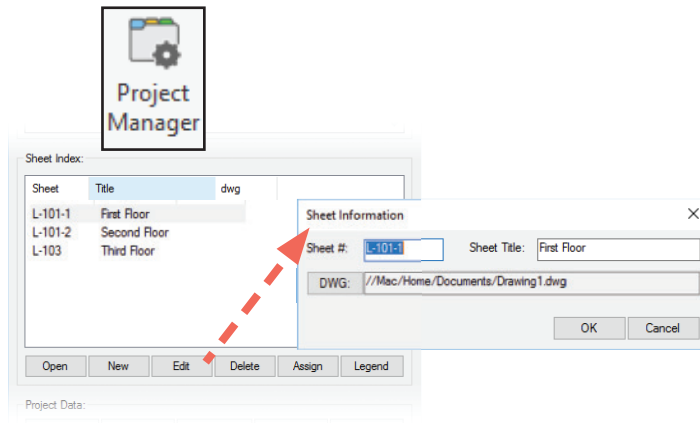 Project
Manager
Sheet Index:
Sheet Title dwg
L-101-1 First Floor
L-101-2 Second Floor
L-103 Third Floor
Open New Edit Delete Assign Legend
Project Data:
Sheet Information
Sheet #: L-101-1 Sheet Title: First Floor
DWG: //Mac/Home/Documents/Drawing1.dwg
OK Cancel